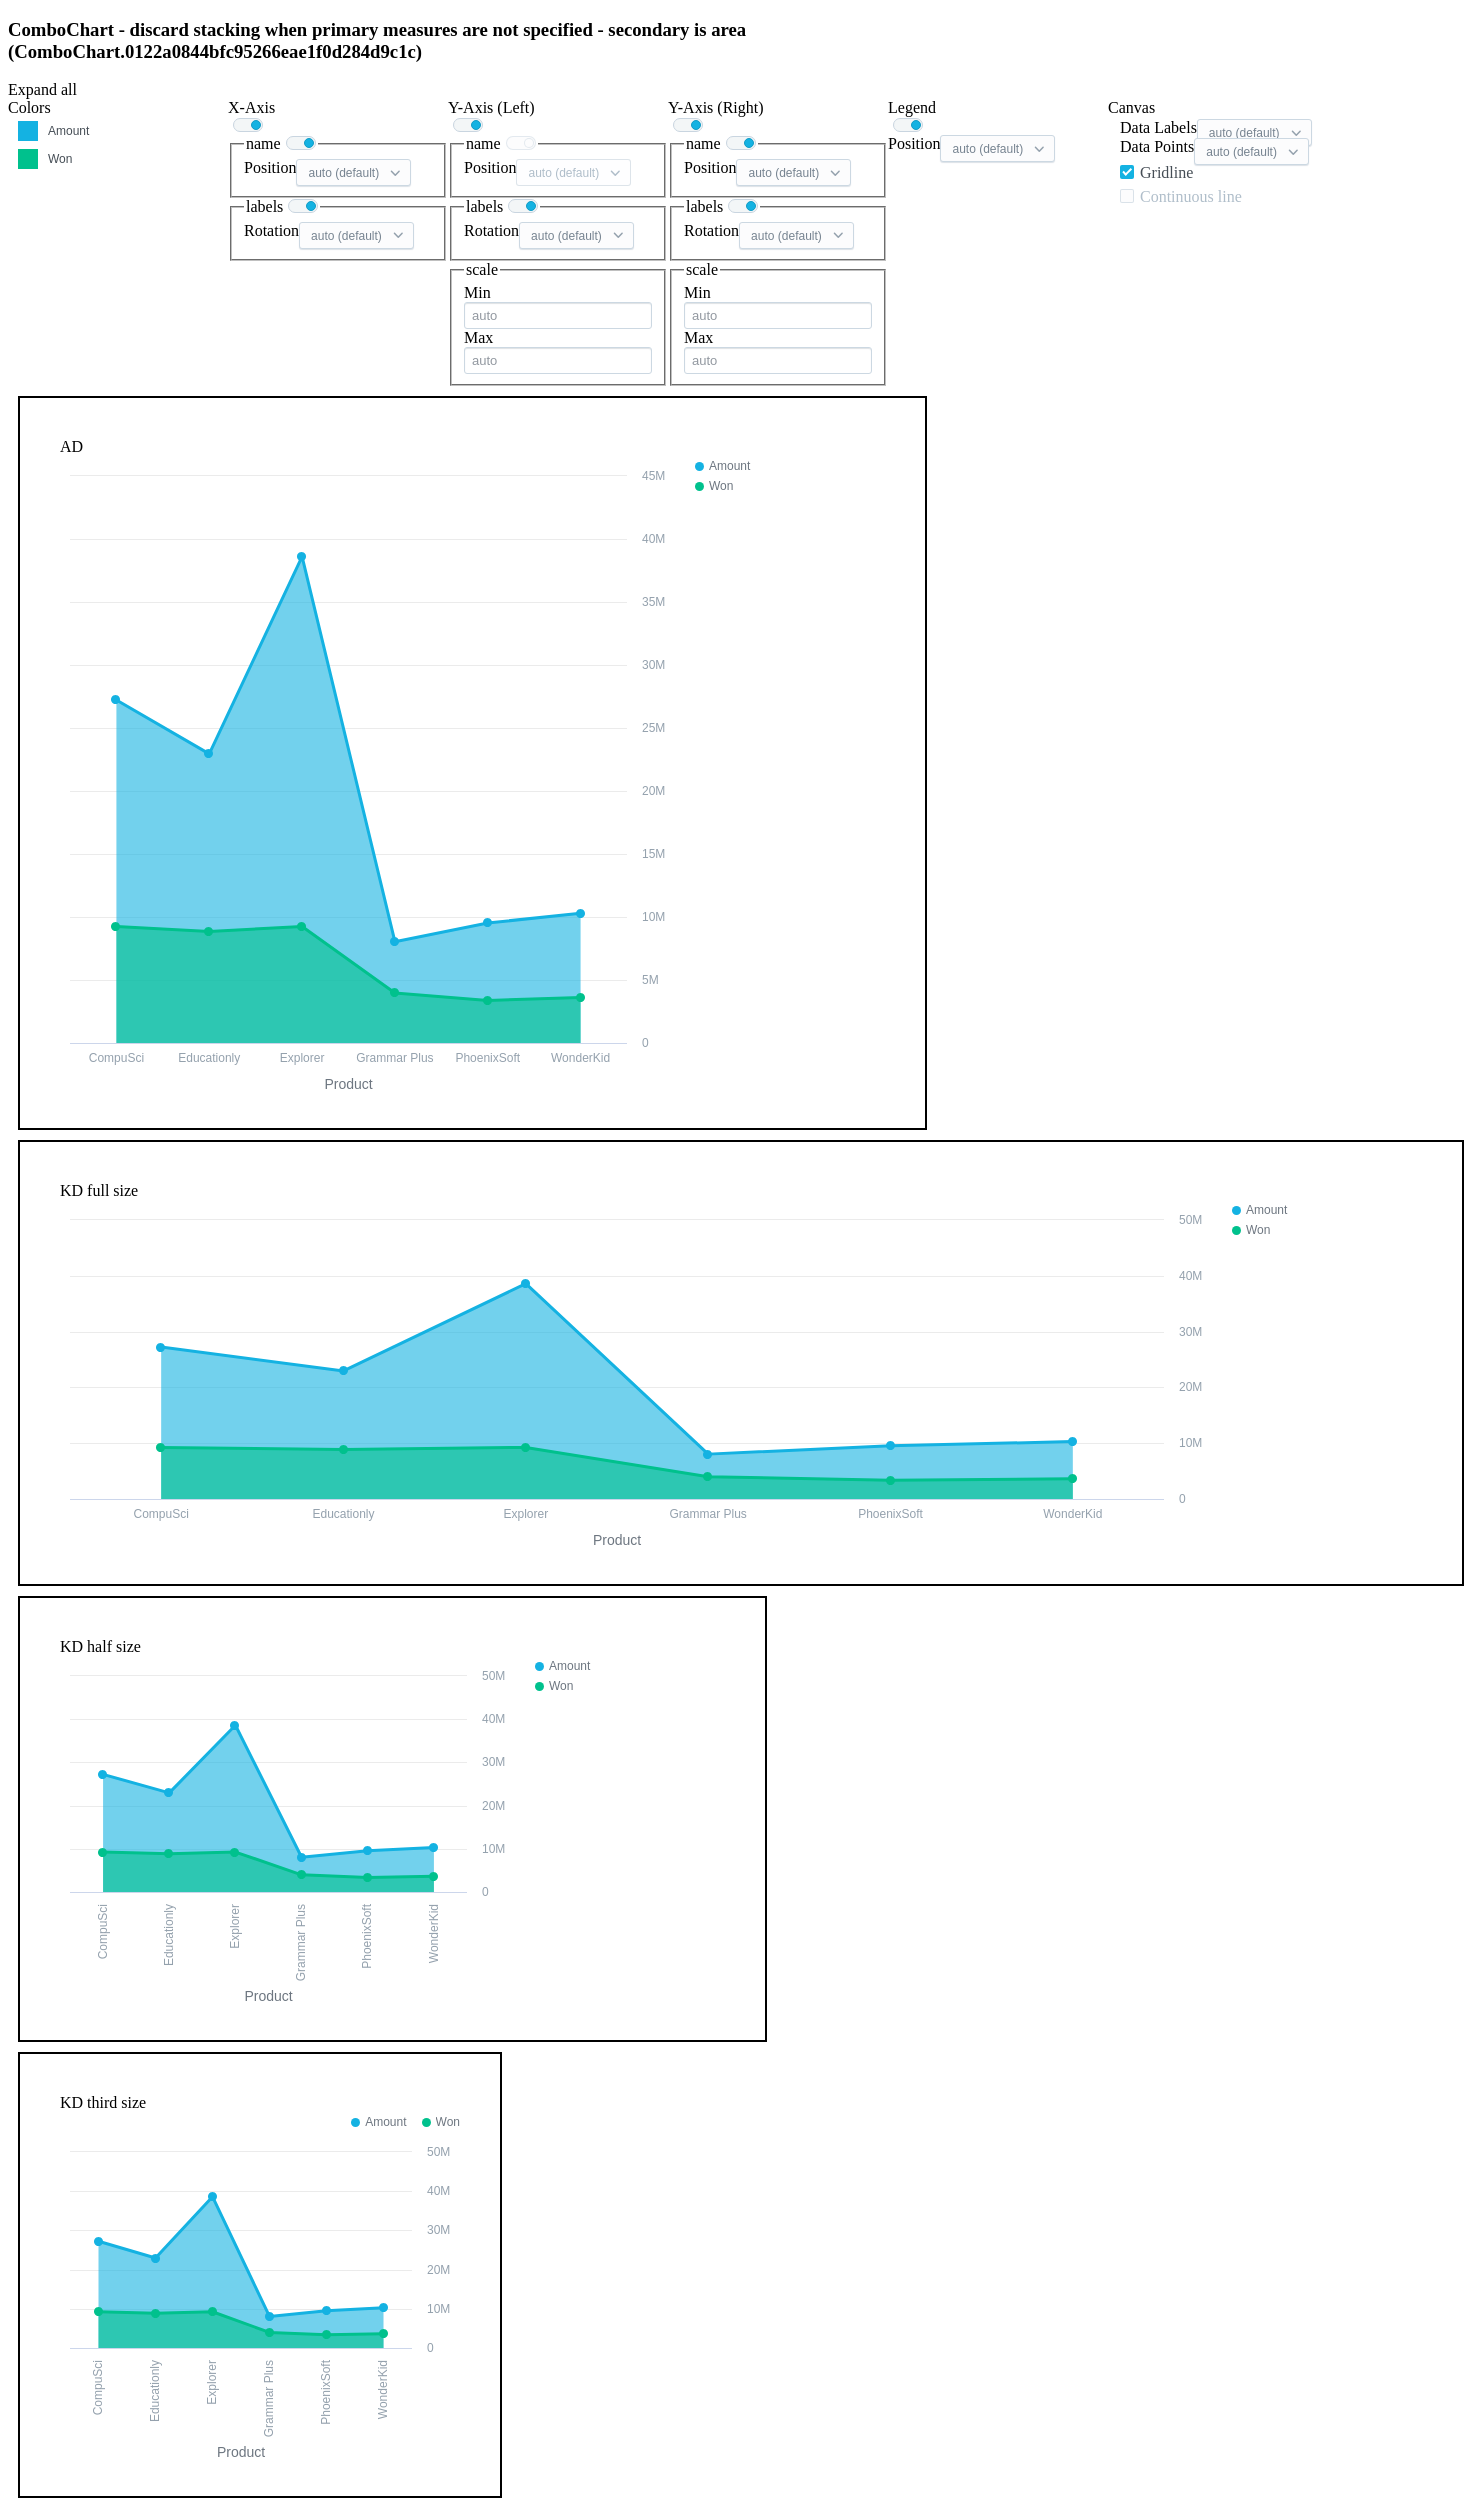 ComboChart - discard stacking when primary measures are not specified - secondary is area
(ComboChart.0122a0844bfc95266eae1f0d284d9c1c)
Expand all
Colors
Amount
Won
X-Axis
name
Position auto (default)
labels
Rotation auto (default)
Y-Axis (Left)
name
Position auto (default)
labels
Rotation auto (default)
scale
Min
auto
Max
auto
Y-Axis (Right)
name
Position auto (default)
labels
Rotation auto (default)
scale
Min
auto
Max
auto
Legend
Position auto (default)
Canvas
Data Labels auto (default)
Data Points auto (default)
Gridline
Continuous line
AD
45M
40M
35M
30M
25M
20M
15M
10M
5M
0
Amount
Won
CompuSci Educationly Explorer Grammar Plus PhoenixSoft WonderKid
Product
KD full size
50M
40M
30M
20M
10M
0
Amount
Won
CompuSci Educationly Explorer Grammar Plus PhoenixSoft WonderKid
Product
KD half size
50M
40M
30M
20M
10M
0
Amount
Won
CompuSci
Educationly
Explorer
Grammar Plus
PhoenixSoft
WonderKid
Product
KD third size
Amount Won
50M
40M
30M
20M
10M
0
CompuSci
Educationly
Explorer
Grammar Plus
PhoenixSoft
WonderKid
Product